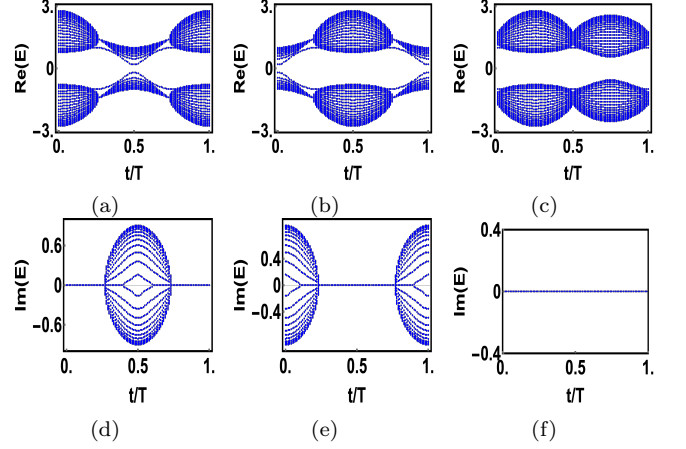 3. 3. 3.
Re(E) 0 Re(E) 0 Re(E) 0
−3. −3. −3.
0. 0.5 1. 0. 0.5 1. 0. 0.5 1.
t/T t/T t/T
(a) (b) (c)
0.6 0.4 0.4
Im(E) 0 Im(E) 0 Im(E) 0
−0.6 −0.4 −0.4
0. 0.5 1. 0. 0.5 1. 0. 0.5 1.
t/T t/T t/T
(d) (e) (f)